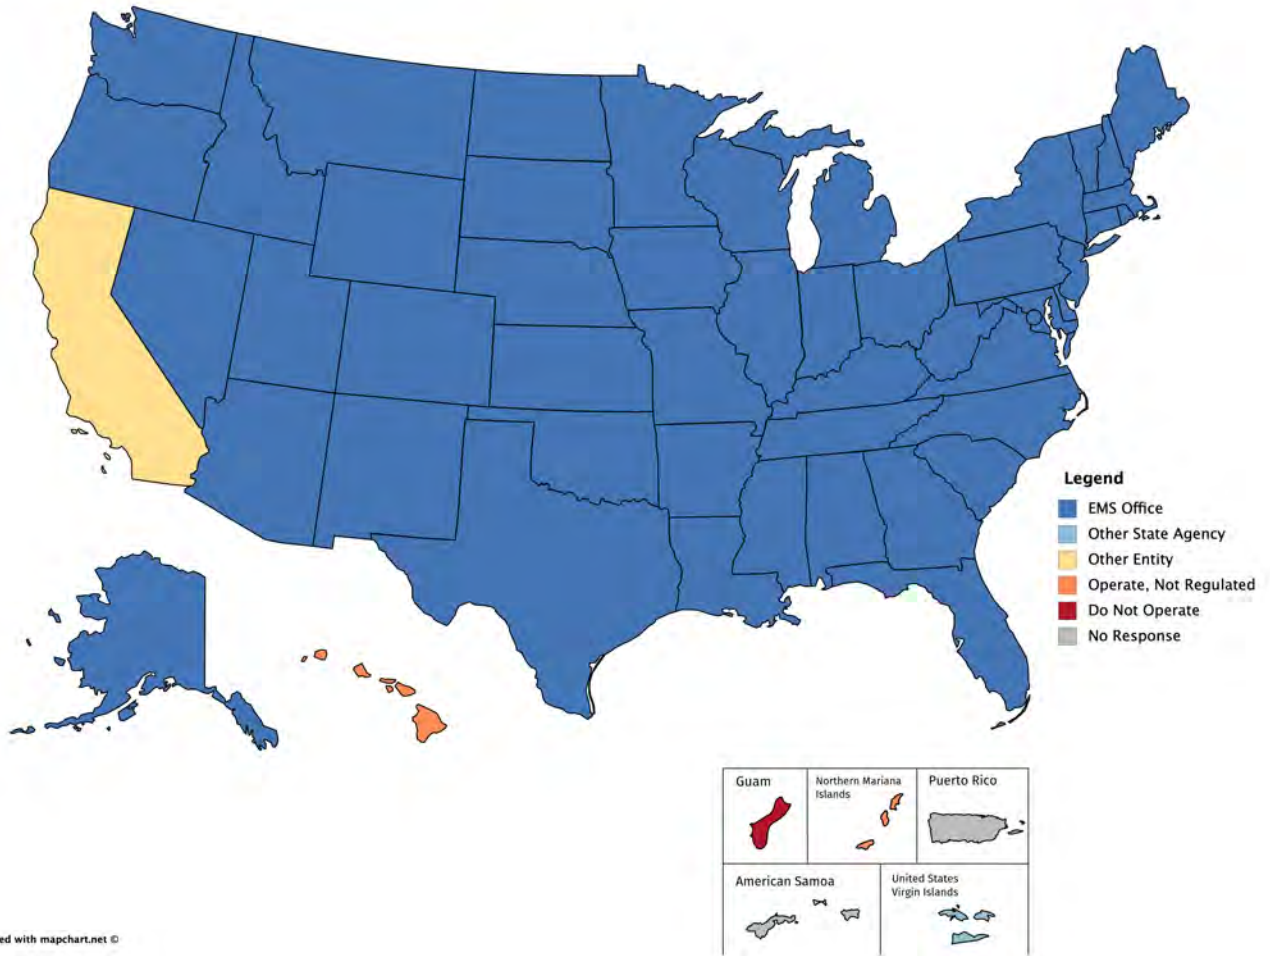 Legend
EMS Office
Other State Agency
Other Entity
Operate, Not Regulated
Do Not Operate
No Response
Guam
Northern Mariana
Islands
Puerto Rico
American Samoa
United States
Virgin Islands
ed with mapchart.net ©